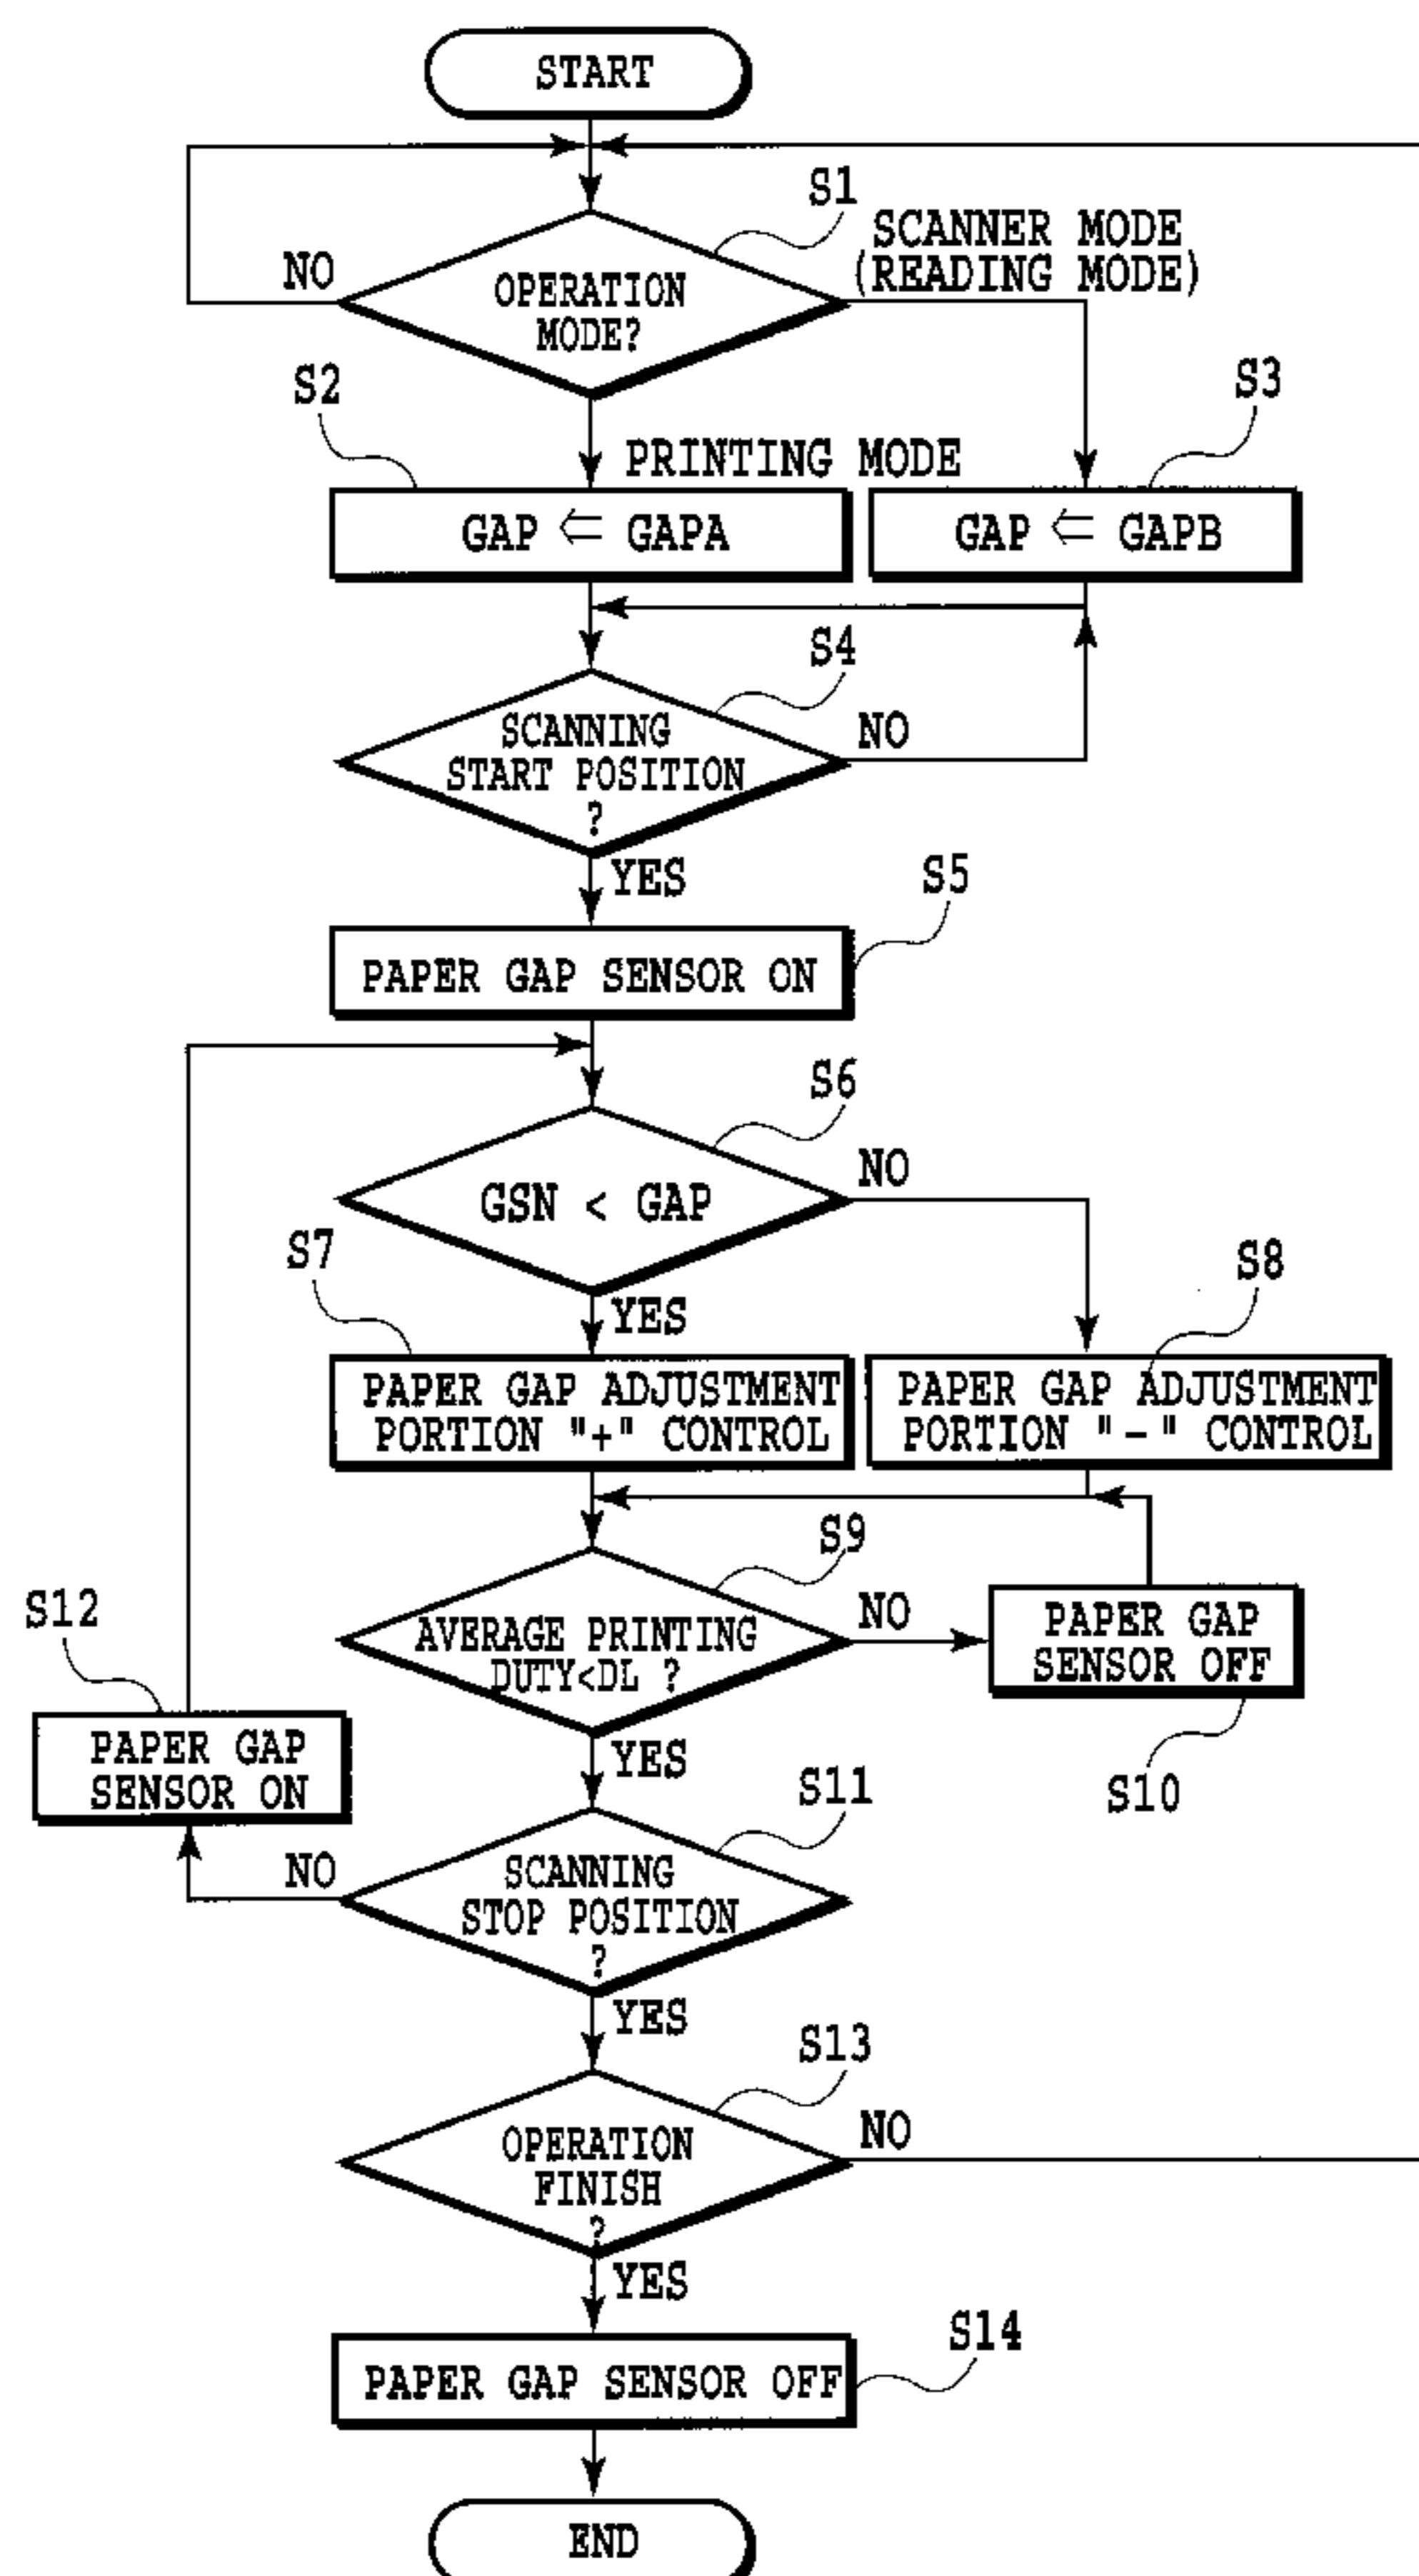 START
S1
SCANNER MODE
(READING MODE)
NO
OPERATION
MODE?
S2
S3
PRINTING MODE
GAP ⇐ GAPA
GAP ⇐ GAPB
S4
SCANNING
START POSITION
?
NO
YES
S5
PAPER GAP SENSOR ON
S6
GSN < GAP
NO
S7
S8
YES
PAPER GAP ADJUSTMENT
PORTION "+" CONTROL
PAPER GAP ADJUSTMENT
PORTION "-" CONTROL
S9
AVERAGE PRINTING
DUTY<DL ?
NO
PAPER GAP
SENSOR OFF
S10
S12
PAPER GAP
SENSOR ON
YES
S11
NO
SCANNING
STOP POSITION
?
YES
S13
OPERATION
FINISH
?
NO
YES
S14
PAPER GAP SENSOR OFF
END